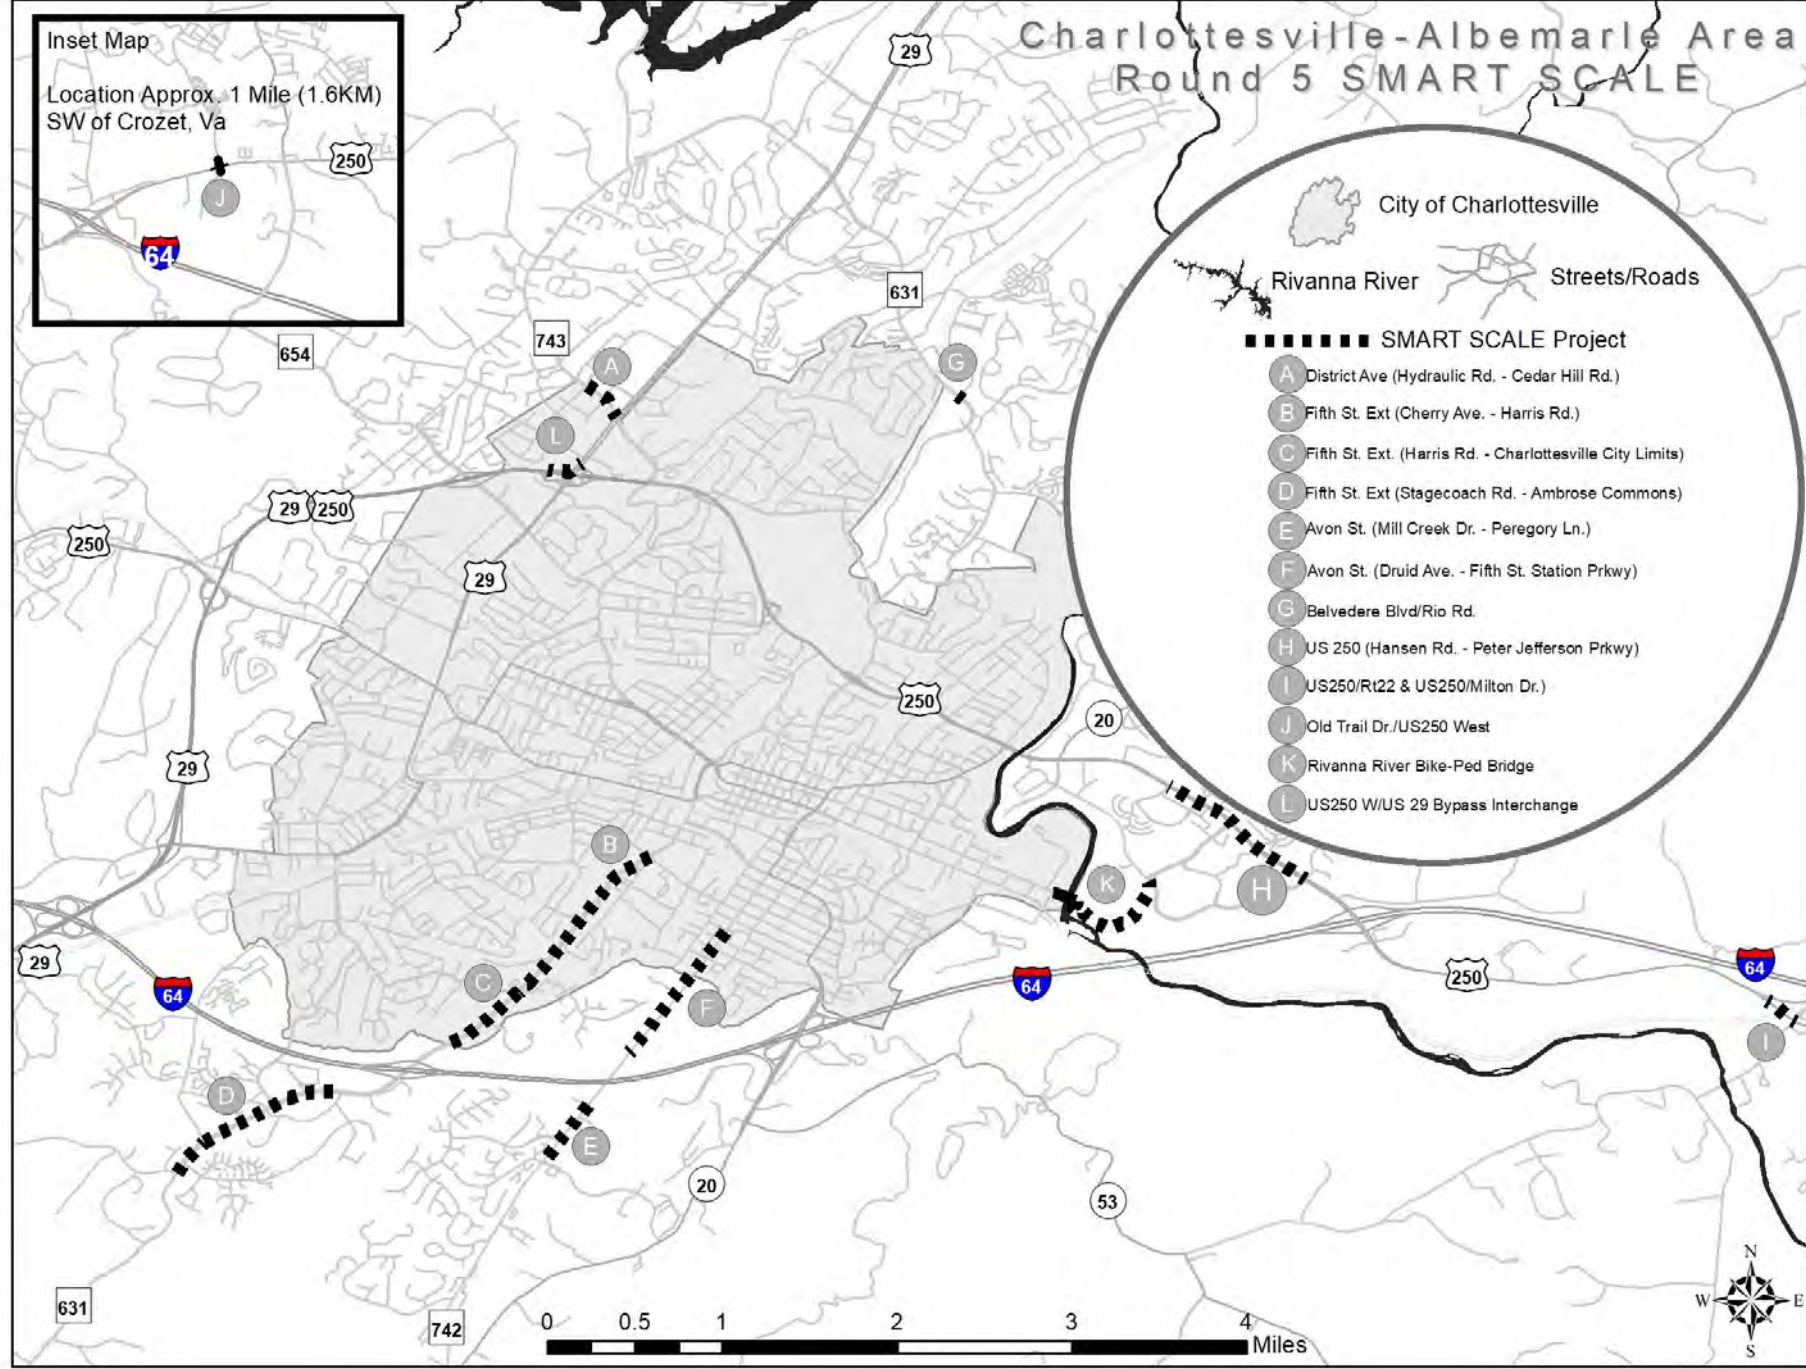 Charlottesville-Albemarle Area
Round 5 SMART SCALE
Inset Map
Location Approx. 1 Mile (1.6KM)
SW of Crozet, Va
250
J
64
29
City of Charlottesville
Rivanna River
Streets/Roads
SMART SCALE Project
A District Ave (Hydraulic Rd. - Cedar Hill Rd.)
B Fifth St. Ext (Cherry Ave. - Harris Rd.)
C Fifth St. Ext. (Harris Rd. - Charlottesville City Limits)
D Fifth St. Ext (Stagecoach Rd. - Ambrose Commons)
E Avon St. (Mill Creek Dr. - Peregory Ln.)
F Avon St. (Druid Ave. - Fifth St. Station Prkwy)
G Belvedere Blvd/Rio Rd.
H US 250 (Hansen Rd. - Peter Jefferson Prkwy)
I US250/Rt22 & US250/Milton Dr.)
J Old Trail Dr./US250 West
K Rivanna River Bike-Ped Bridge
L US250 W/US 29 Bypass Interchange
631
743
654
A
G
L
29 250
250
29
250
20
29
B
K
H
29
64
C
F
64
250
64
I
D
E
20
53
631
742
0 0.5 1 2 3 4
Miles
N
W E
S